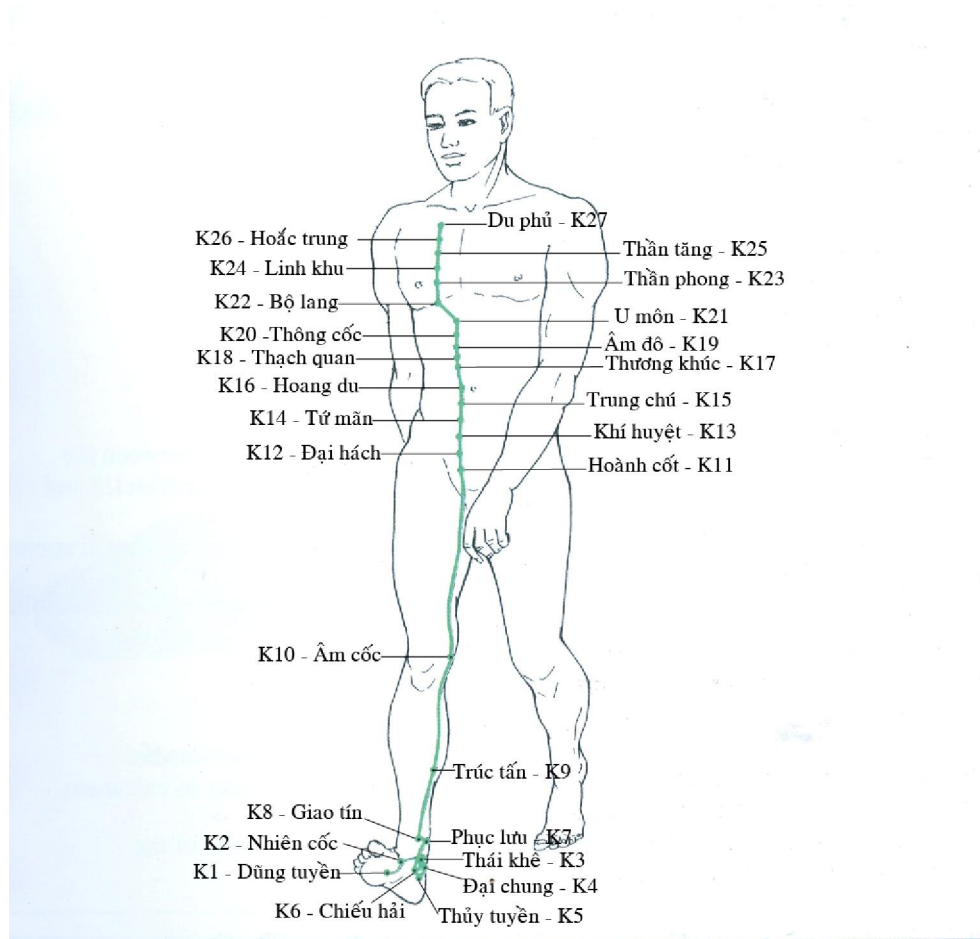 Du phủ - K27
K26 - Hoắc trung
Thần tăng - K25
K24 - Linh khu
Thần phong - K23
K22 - Bộ lang
U môn - K21
K20 -Thông cốc
Âm đô - K19
K18 - Thạch quan
Thương khúc - K17
K16 - Hoang du
Trung chú - K15
K14 - Tứ mãn
Khí huyệt - K13
K12 - Đại hách
Hoành cốt - K11
K10 - Âm cốc
Trúc tấn - K9
K8 - Giao tín
Phục lưu - K7
K2 - Nhiên cốc
Thái khê - K3
K1 - Dũng tuyền
Đại chung - K4
K6 - Chiếu hải
Thủy tuyền - K5